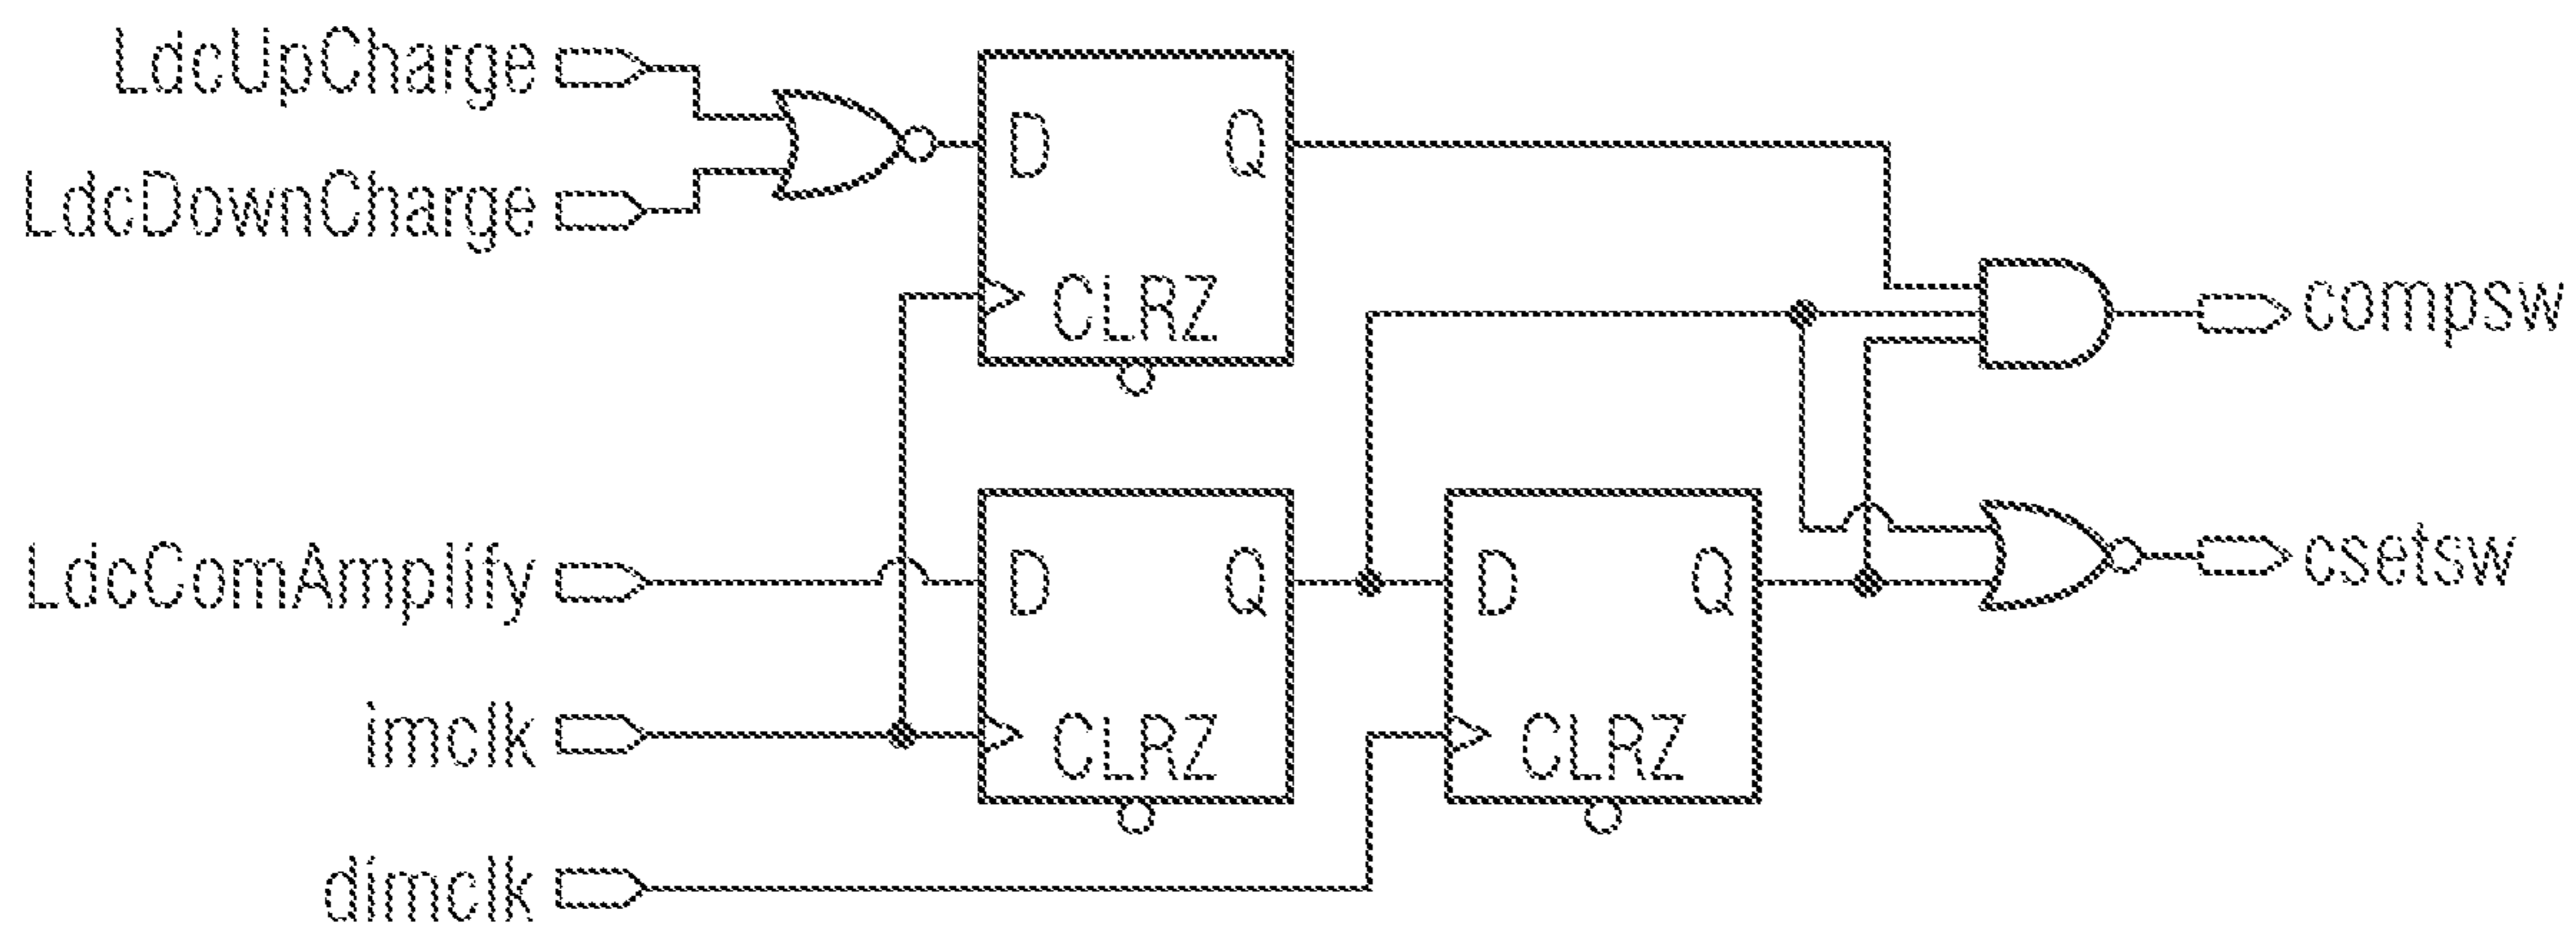 LdcUpCharge
LdcDownCharge
D
Q
CLRZ
compsw
LdcComAmplify
D
Q
CLRZ
D
Q
CLRZ
csetsw
imclk
dimclk